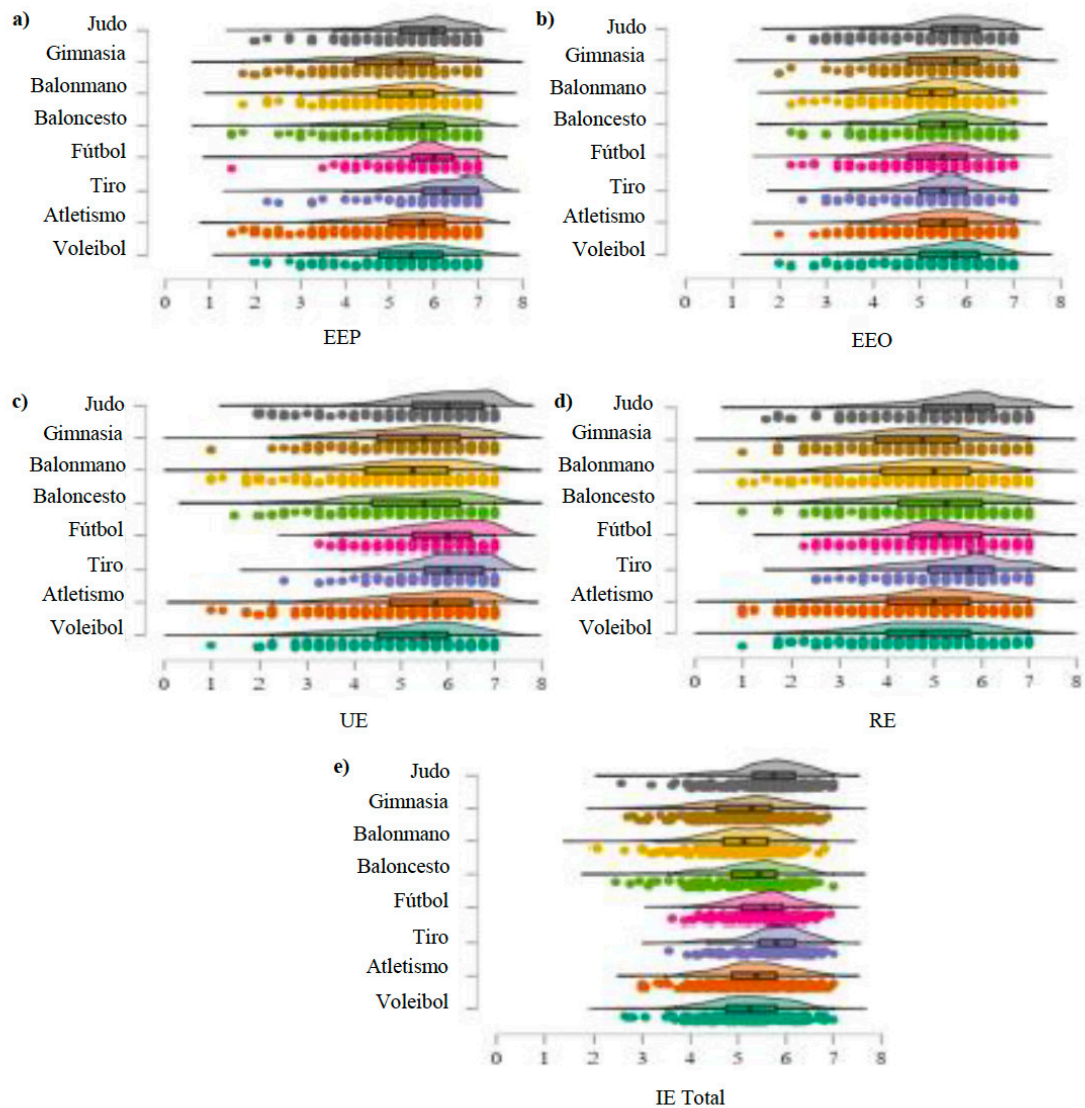 a)
Judo
Gimnasia
Balonmano
Baloncesto
Fútbol
Tiro
Atletismo
Voleibol
0 1 2 3 4 5 6 7 8
EEP
b)
Judo
Gimnasia
Balonmano
Baloncesto
Fútbol
Tiro
Atletismo
Voleibol
0 1 2 3 4 5 6 7 8
EEO
c)
Judo
Gimnasia
Balonmano
Baloncesto
Fútbol
Tiro
Atletismo
Voleibol
0 1 2 3 4 5 6 7 8
UE
d)
Judo
Gimnasia
Balonmano
Baloncesto
Fútbol
Tiro
Atletismo
Voleibol
0 1 2 3 4 5 6 7 8
RE
e)
Judo
Gimnasia
Balonmano
Baloncesto
Fútbol
Tiro
Atletismo
Voleibol
0 1 2 3 4 5 6 7 8
IE Total